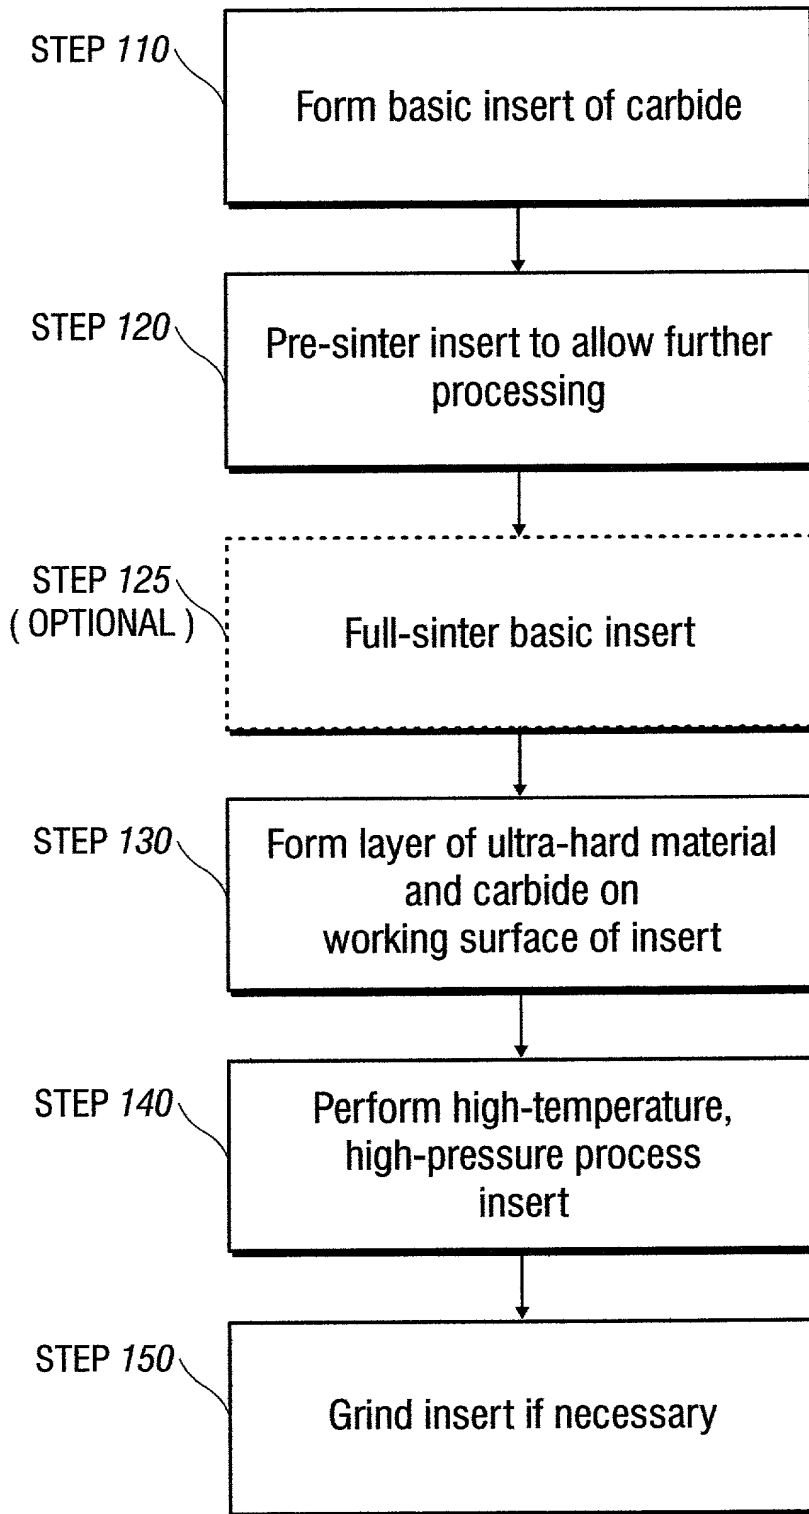 STEP 110
Form basic insert of carbide
STEP 120
Pre-sinter insert to allow further
processing
STEP 125
( OPTIONAL )
Full-sinter basic insert
STEP 130
Form layer of ultra-hard material
and carbide on
working surface of insert
STEP 140
Perform high-temperature,
high-pressure process
insert
STEP 150
Grind insert if necessary